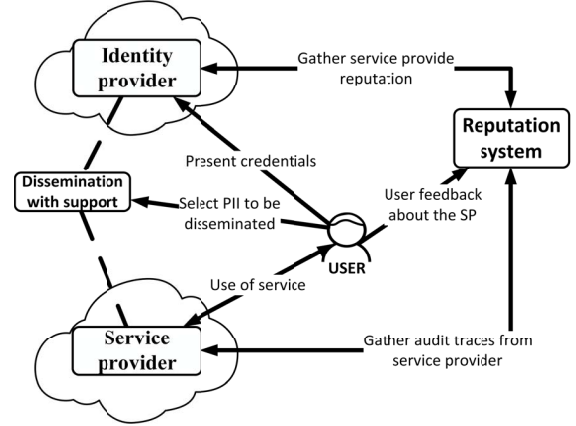 Identity
provider
Gather service provide
reputation
Reputation
system
Present credentials
Dissemination
with support
Select PII to be
disseminated
User feedback
about the SP
USER
Use of service
Service
provider
Gather audit traces from
service provider